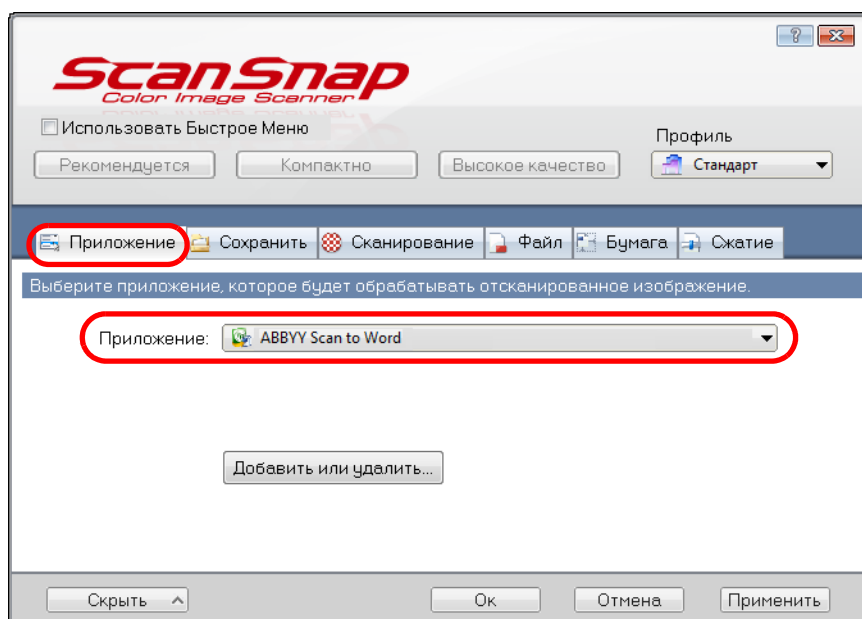 ScanSnap
Color Image Scanner
Использовать Быстрое Меню
Профиль
Рекомендуется Компактно Высокое качество Стандарт
Приложение Сохранить Сканирование Файл Бумага Сжатие
Выберите приложение, которое будет обрабатывать отсканированное изображение.
Приложение: ABBYY Scan to Word
Добавить или удалить...
Скрыть Ок Отмена Применить